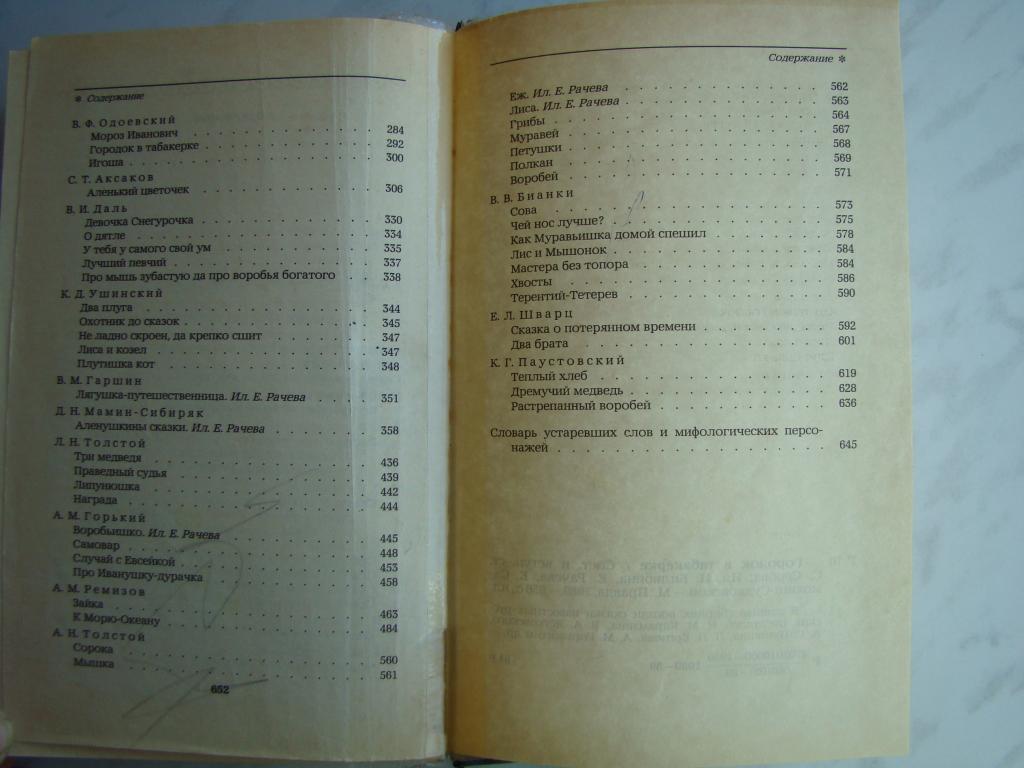 * Содержание
В. Ф. Одоевский
Мороз Иванович . . . . . . . . . . . . . . 284
Городок в табакерке . . . . . . . . . . . . 292
Игоша . . . . . . . . . . . . . . . . . . 300
С. Т. Аксаков
Аленький цветочек . . . . . . . . . . . . 306
В. И. Даль
Девочка Снегурочка . . . . . . . . . . . . 330
О дятле . . . . . . . . . . . . . . . . . 334
У тебя у самого свой ум . . . . . . . . . . 335
Лучший певчий . . . . . . . . . . . . . . 337
Про мышь зубастую да про воробья богатого . . 338
К. Д. Ушинский
Два плуга . . . . . . . . . . . . . . . . 344
Охотник до сказок . . . . . . . . . . . . 345
Не ладно скроен, да крепко сшит . . . . . . 347
Лиса и козел . . . . . . . . . . . . . . . 347
Плутишка кот . . . . . . . . . . . . . . . 348
В. М. Гаршин
Лягушка-путешественница. Ил. Е. Рачева . . . . 351
Д. Н. Мамин-Сибиряк
Аленушкины сказки. Ил. Е. Рачева . . . . . . 358
Л. Н. Толстой
Три медведя . . . . . . . . . . . . . . . 436
Праведный судья . . . . . . . . . . . . . 439
Липунюшка . . . . . . . . . . . . . . . . 442
Награда . . . . . . . . . . . . . . . . . 444
А. М. Горький
Воробьишко. Ил. Е. Рачева . . . . . . . . . 445
Самовар . . . . . . . . . . . . . . . . . 448
Случай с Евсейкой . . . . . . . . . . . . 453
Про Иванушку-дурачка . . . . . . . . . . . 458
А. М. Ремизов
Зайка . . . . . . . . . . . . . . . . . . 463
К Морю-Океану . . . . . . . . . . . . . . 484
А. Н. Толстой
Сорока . . . . . . . . . . . . . . . . . . 560
Мышка . . . . . . . . . . . . . . . . . . 561
652
Содержание *
Еж. Ил. Е. Рачева . . . . . . . . . . . . 562
Лиса. Ил. Е. Рачева . . . . . . . . . . . . 563
Грибы . . . . . . . . . . . . . . . . . . 564
Муравей . . . . . . . . . . . . . . . . . 567
Петушки . . . . . . . . . . . . . . . . . 568
Полкан . . . . . . . . . . . . . . . . . . 569
Воробей . . . . . . . . . . . . . . . . . 571
В. В. Бианки
Сова . . . . . . . . . . . . . . . . . . 573
Чей нос лучше? . . . . . . . . . . . . . . 575
Как Муравьишка домой спешил . . . . . . . . 578
Лис и Мышонок . . . . . . . . . . . . . . 584
Мастера без топора . . . . . . . . . . . . 584
Хвосты . . . . . . . . . . . . . . . . . . 586
Терентий-Тетерев . . . . . . . . . . . . . 590
Е. Л. Шварц
Сказка о потерянном времени . . . . . . . . 592
Два брата . . . . . . . . . . . . . . . . 601
К. Г. Паустовский
Теплый хлеб . . . . . . . . . . . . . . . 619
Дремучий медведь . . . . . . . . . . . . . 628
Растрепанный воробей . . . . . . . . . . . 636
Словарь устаревших слов и мифологических персо-
нажей . . . . . . . . . . . . . . . . . . 645